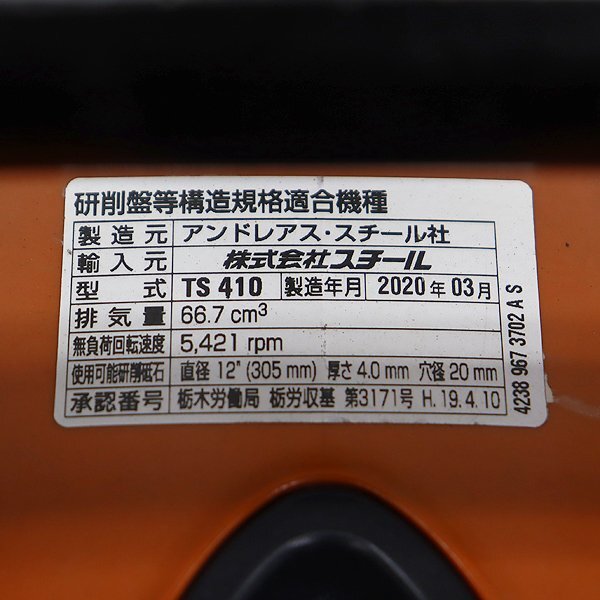 研削盤等構造規格適合機種
製造元 アンドレアス・スチール社
輸入元 株式会社スチール
型式 TS 410 製造年月 2020年 03月
排気量 66.7 cm³
無負荷回転速度 5,421 rpm
使用可能研削砥石 直径 12" (305 mm) 厚さ 4.0 mm 穴径 20 mm
承認番号 栃木労働局 栃労収基 第3171号 H.19.4.10
4238 967 3702 A S